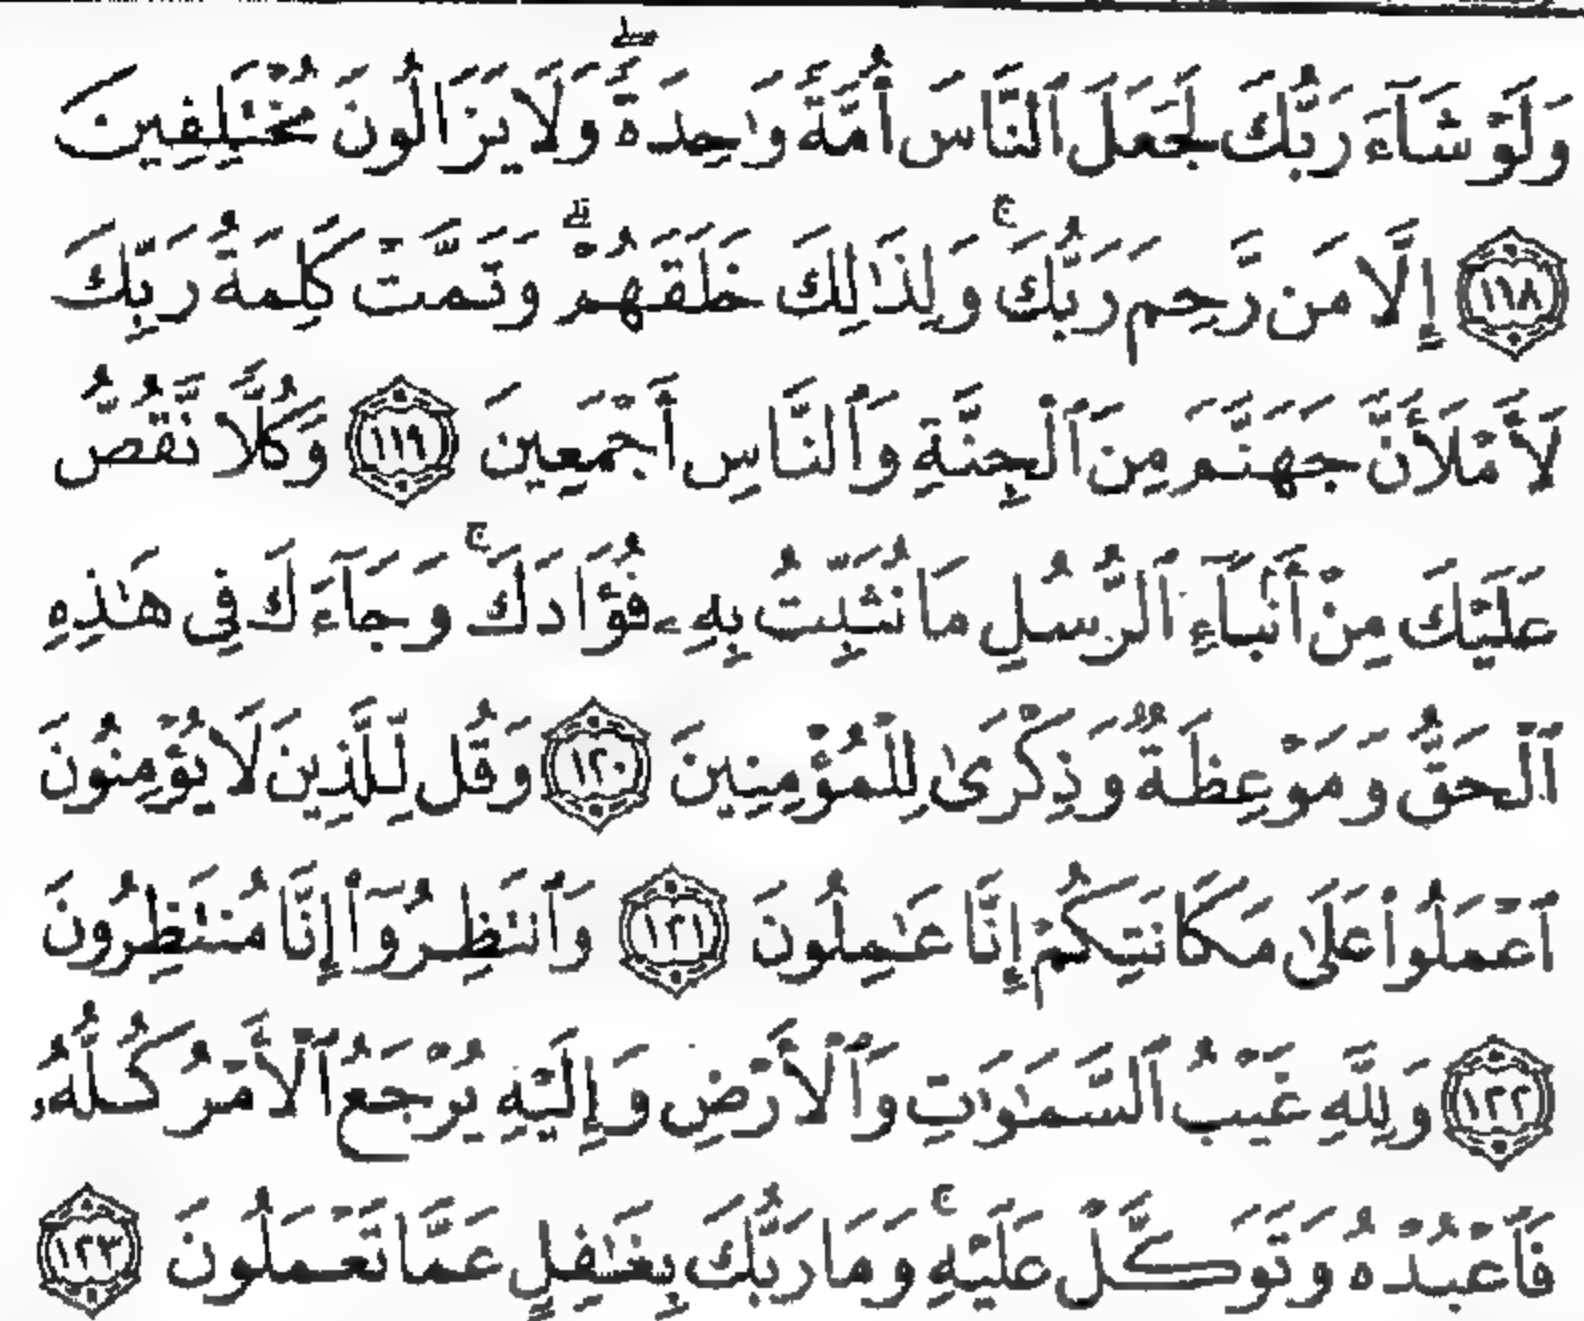 وَلَوْ شَآءَ رَبُّكَ لَجَعَلَ ٱلنَّاسَ أُمَّةً وَٰحِدَةً ۖ وَلَا يَزَالُونَ مُخْتَلِفِينَ
﴿١١٨﴾ إِلَّا مَن رَّحِمَ رَبُّكَ ۚ وَلِذَٰلِكَ خَلَقَهُمْ ۗ وَتَمَّتْ كَلِمَةُ رَبِّكَ
لَأَمْلَأَنَّ جَهَنَّمَ مِنَ ٱلْجِنَّةِ وَٱلنَّاسِ أَجْمَعِينَ ﴿١١٩﴾ وَكُلًّا نَّقُصُّ
عَلَيْكَ مِنْ أَنۢبَآءِ ٱلرُّسُلِ مَا نُثَبِّتُ بِهِۦ فُؤَادَكَ ۚ وَجَآءَكَ فِى هَٰذِهِ
ٱلْحَقُّ وَمَوْعِظَةٌ وَذِكْرَىٰ لِلْمُؤْمِنِينَ ﴿١٢٠﴾ وَقُل لِّلَّذِينَ لَا يُؤْمِنُونَ
ٱعْمَلُوا۟ عَلَىٰ مَكَانَتِكُمْ إِنَّا عَٰمِلُونَ ﴿١٢١﴾ وَٱنتَظِرُوٓا۟ إِنَّا مُنتَظِرُونَ
﴿١٢٢﴾ وَلِلَّهِ غَيْبُ ٱلسَّمَٰوَٰتِ وَٱلْأَرْضِ وَإِلَيْهِ يُرْجَعُ ٱلْأَمْرُ كُلُّهُۥ
فَٱعْبُدْهُ وَتَوَكَّلْ عَلَيْهِ ۚ وَمَا رَبُّكَ بِغَٰفِلٍ عَمَّا تَعْمَلُونَ ﴿١٢٣﴾